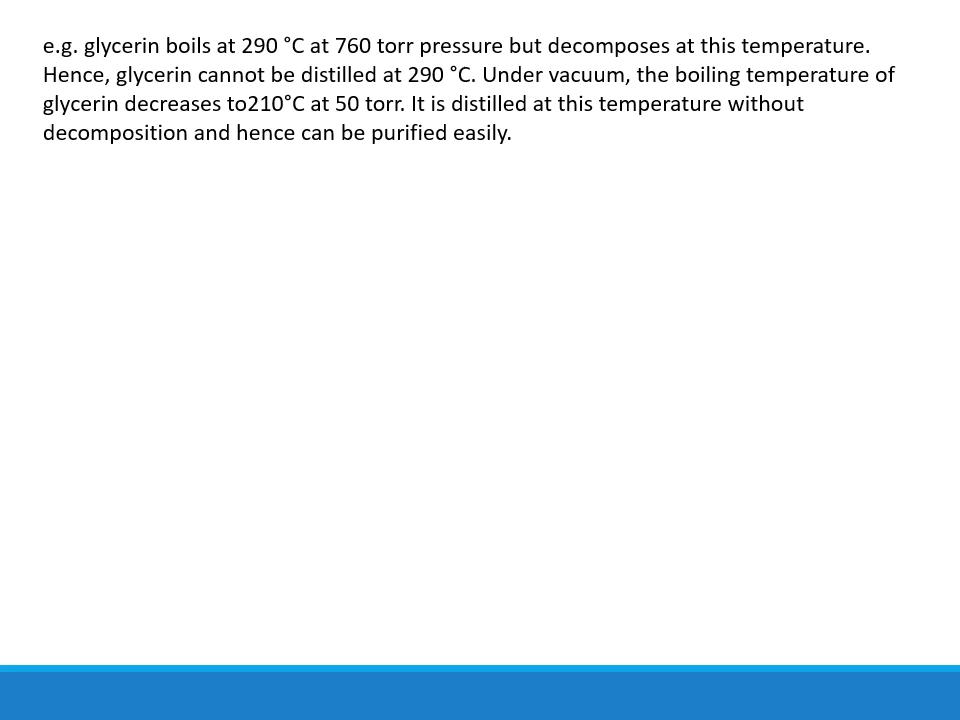 e.g. glycerin boils at 290 °C at 760 torr pressure but decomposes at this temperature.
Hence, glycerin cannot be distilled at 290 °C. Under vacuum, the boiling temperature of
glycerin decreases to210°C at 50 torr. It is distilled at this temperature without
decomposition and hence can be purified easily.